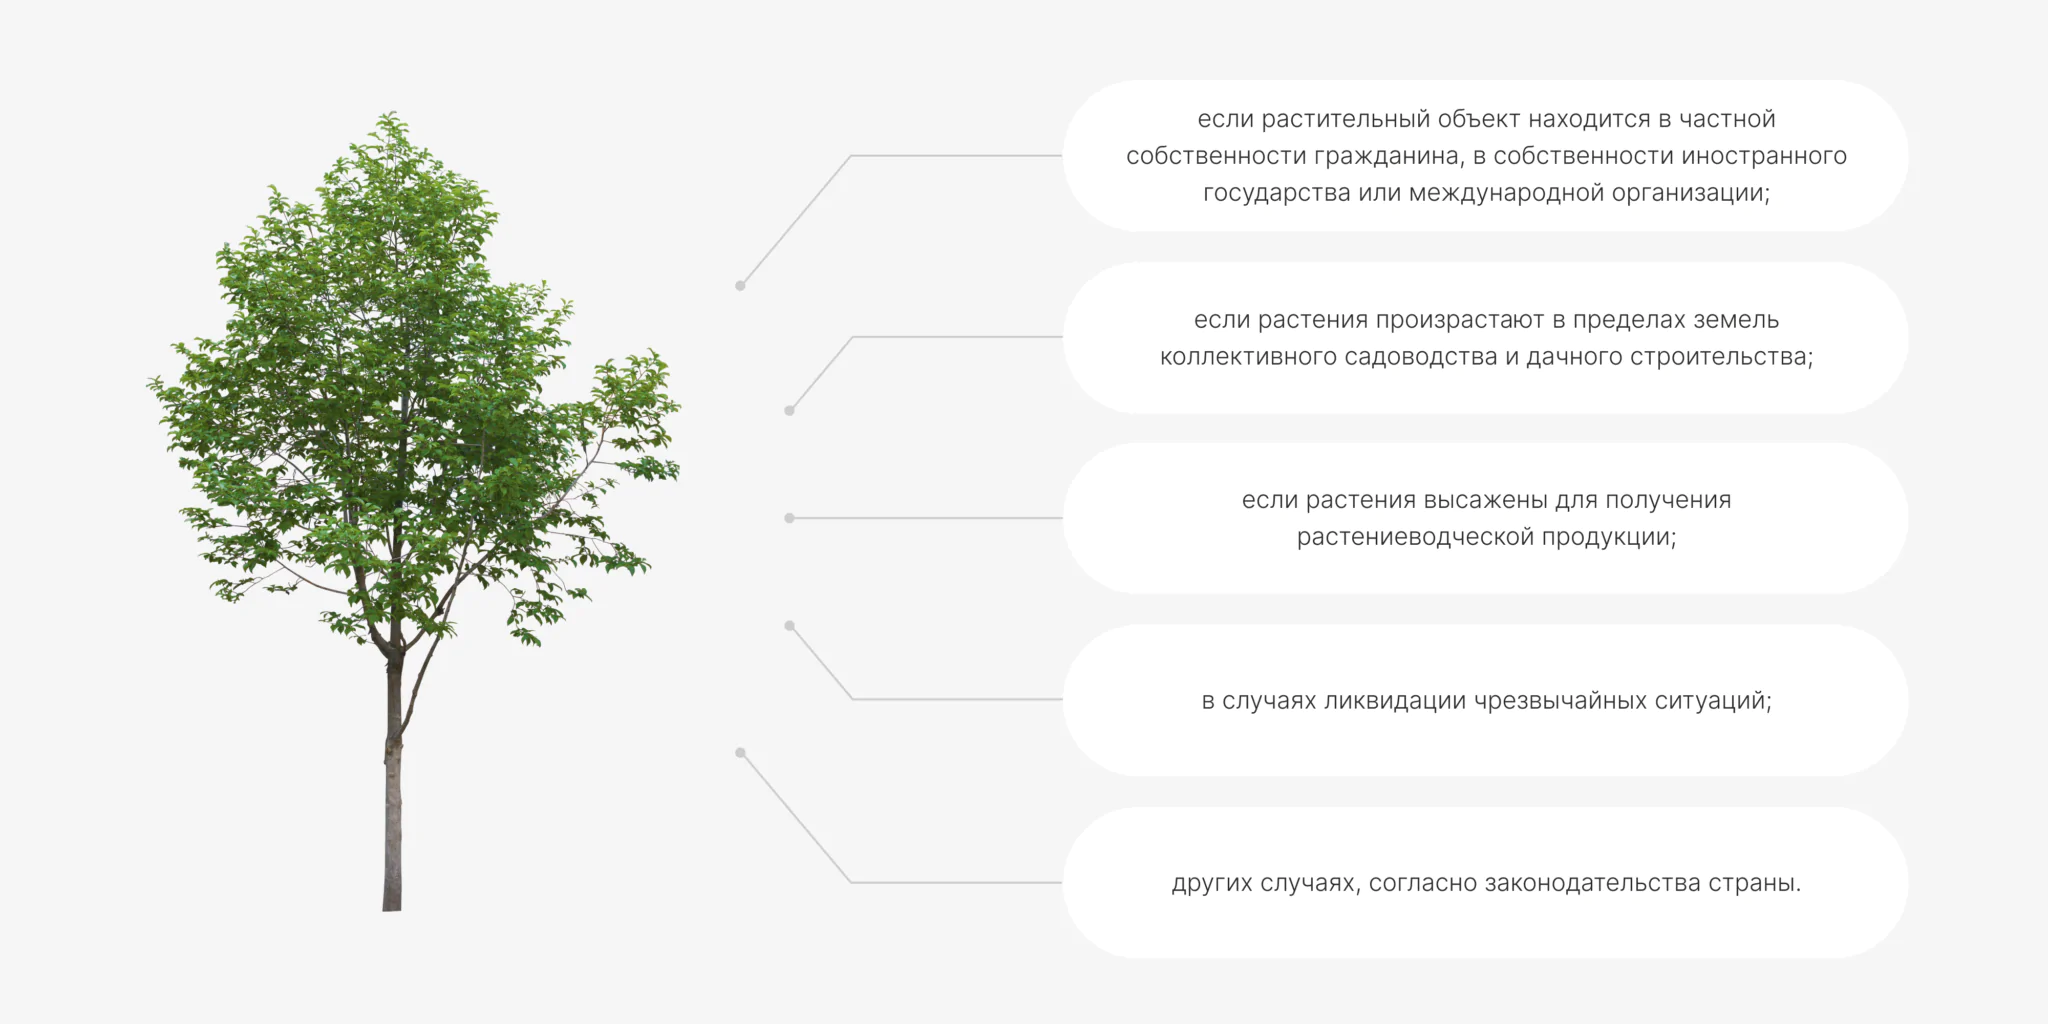 если растительный объект находится в частной
собственности гражданина, в собственности иностранного
государства или международной организации;
если растения произрастают в пределах земель
коллективного садоводства и дачного строительства;
если растения высажены для получения
растениеводческой продукции;
в случаях ликвидации чрезвычайных ситуаций;
других случаях, согласно законодательства страны.